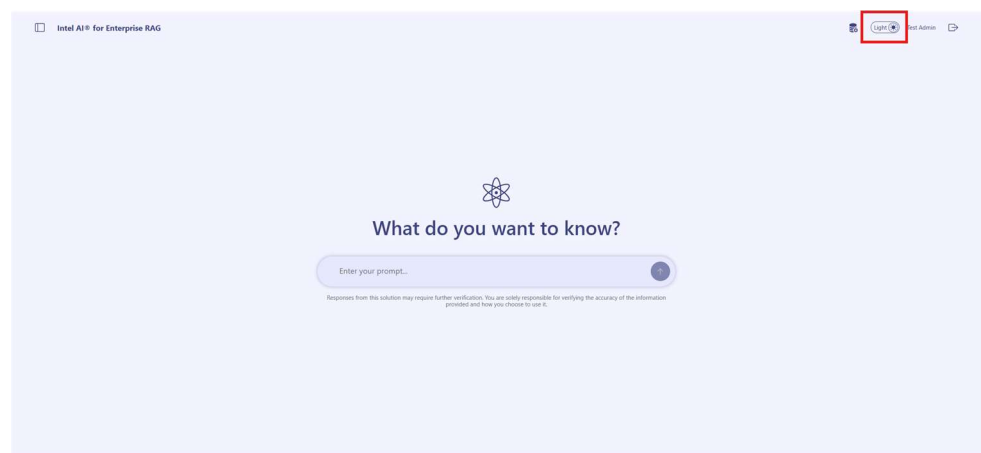 Intel AI® for Enterprise RAG
Light
Test Admin
What do you want to know?
Enter your prompt...
Responses from this solution may require further verification. You are solely responsible for verifying the accuracy of the information
provided and how you choose to use it.